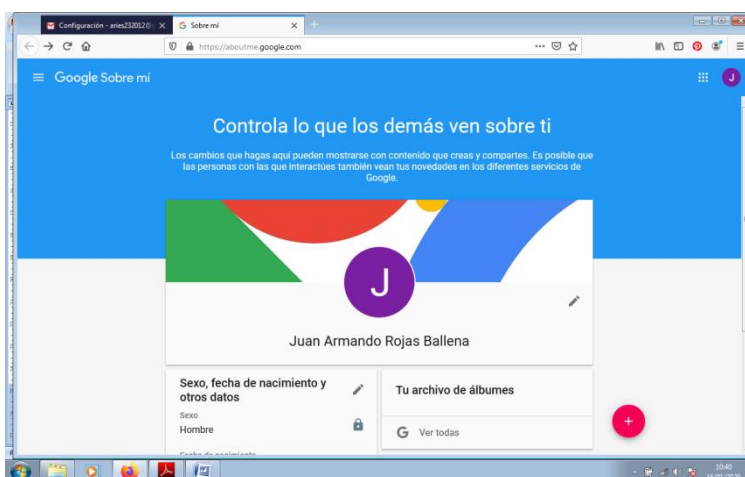 Configuración - aries232012@
Sobre mí
https://aboutme.google.com
Google Sobre mí
J
Controla lo que los demás ven sobre ti
Los cambios que hagas aquí pueden mostrarse con contenido que creas y compartes. Es posible que
las personas con las que interactúes también vean tus novedades en los diferentes servicios de
Google.
J
Juan Armando Rojas Ballena
Sexo, fecha de nacimiento y
otros datos
Sexo
Hombre
Fecha de nacimiento
Tu archivo de álbumes
G Ver todas
10:40